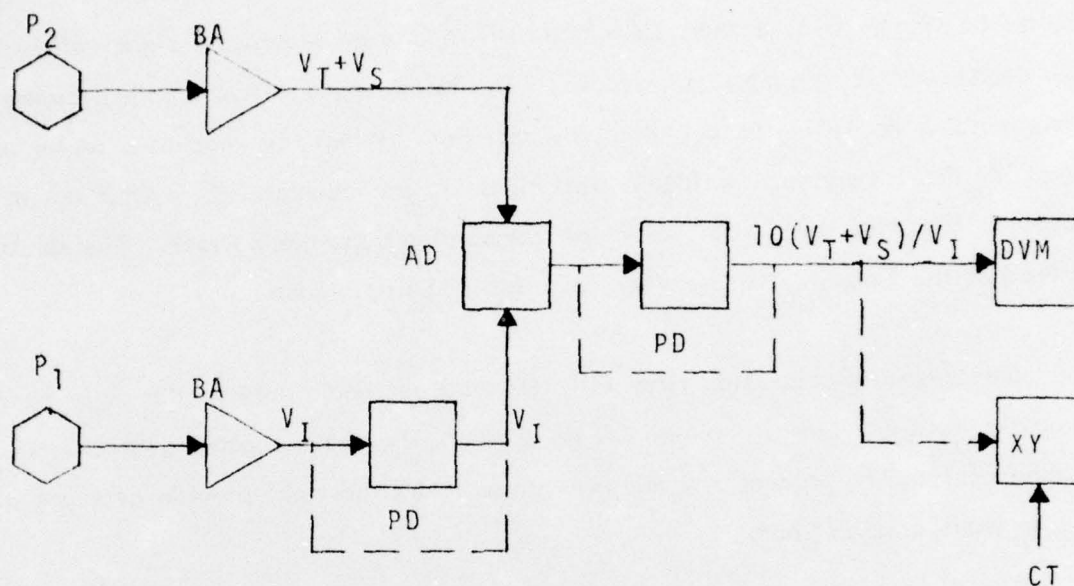 P2
BA
VT+VS
AD
10(VT+VS)/VI
DVM
PD
P1
BA
VI
VI
XY
PD
CT